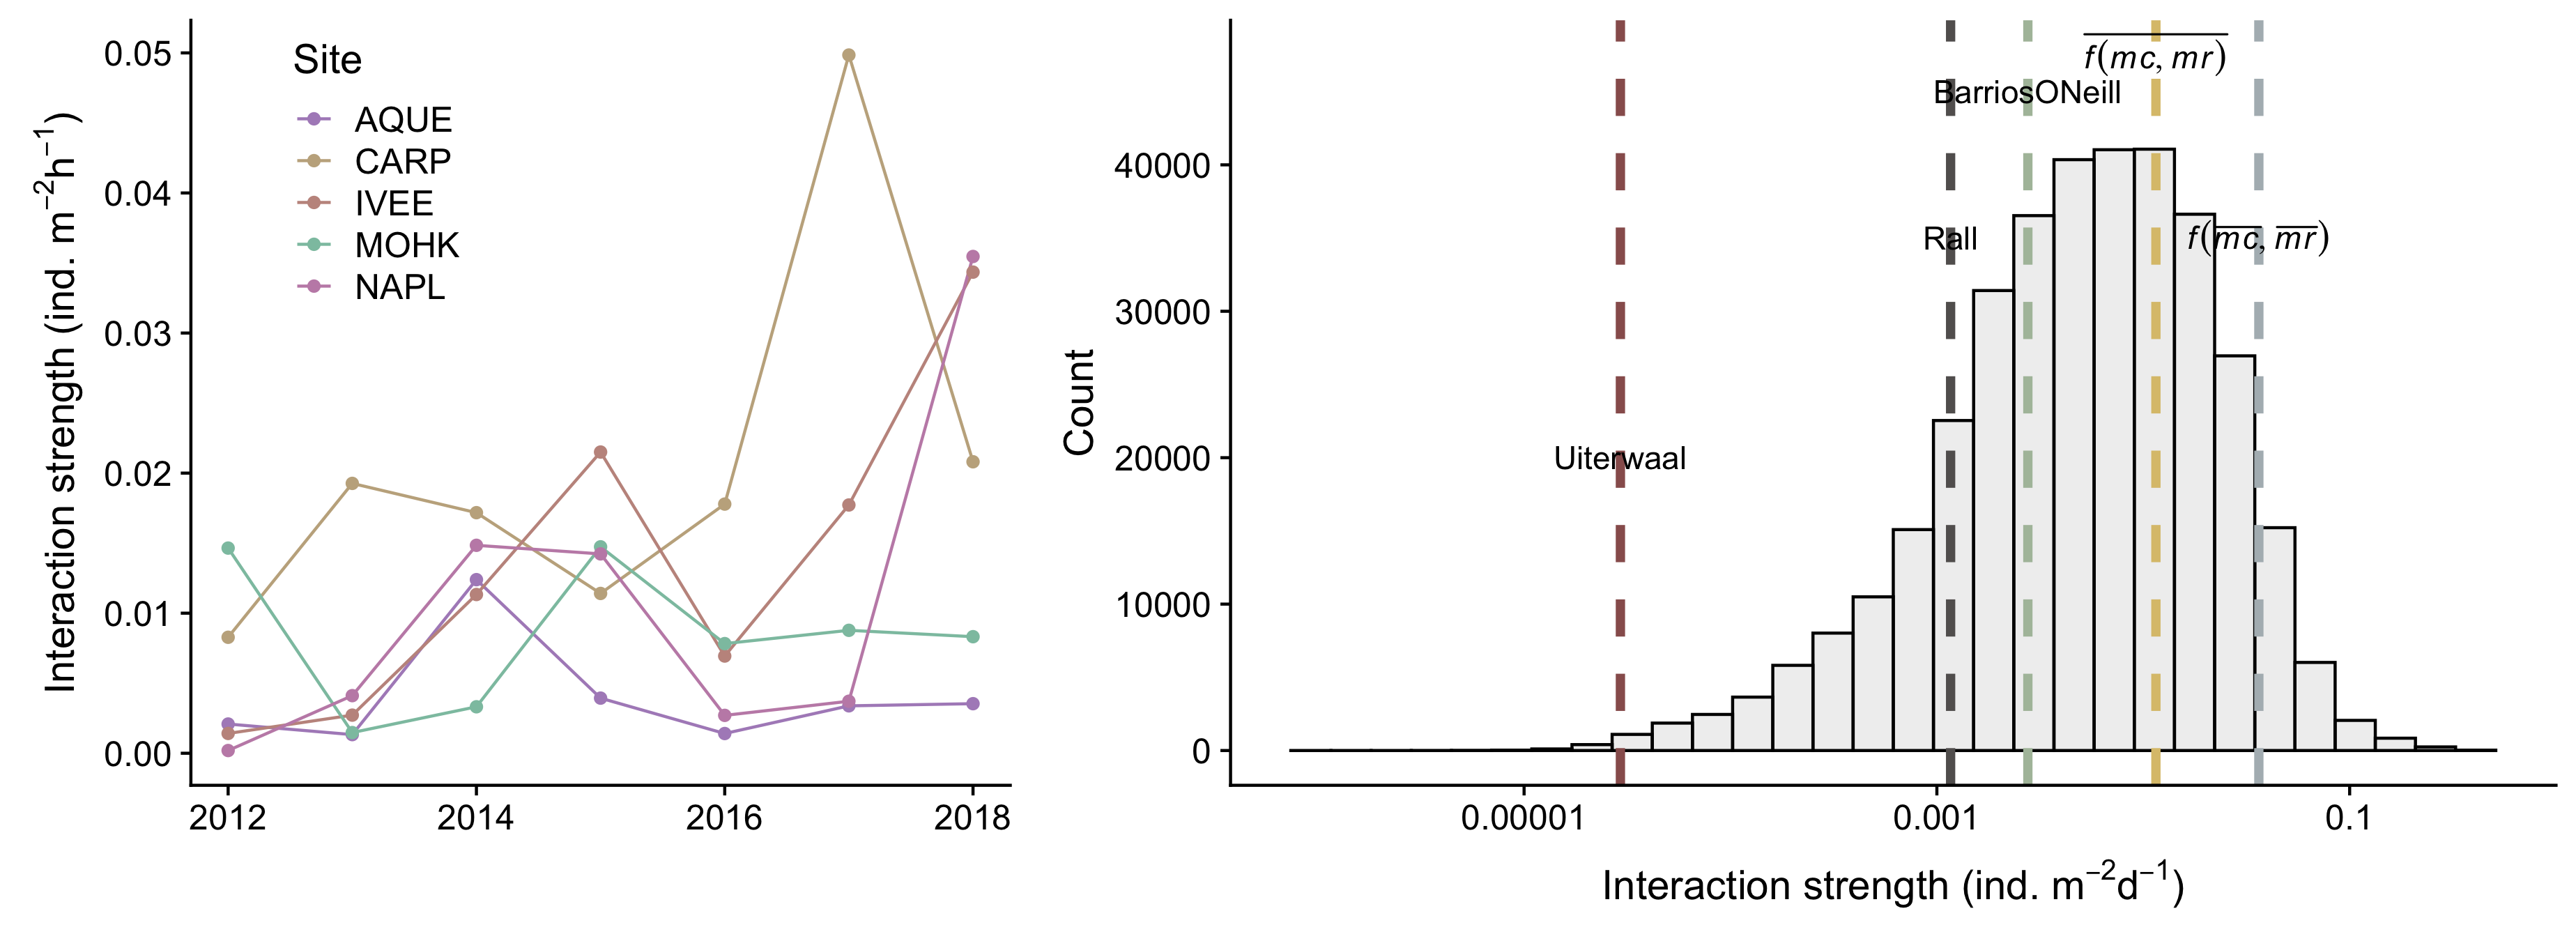 Interaction strength (ind. m⁻²h⁻¹)
0.05
0.04
0.03
0.02
0.01
0.00
Site
AQUE
CARP
IVEE
MOHK
NAPL
2012 2014 2016 2018
Count
40000
30000
20000
10000
0
f(mc, mr)
BarriosONeill
Rall
f(mc, mr)
Uiterwaal
0.00001 0.001 0.1
Interaction strength (ind. m⁻²d⁻¹)